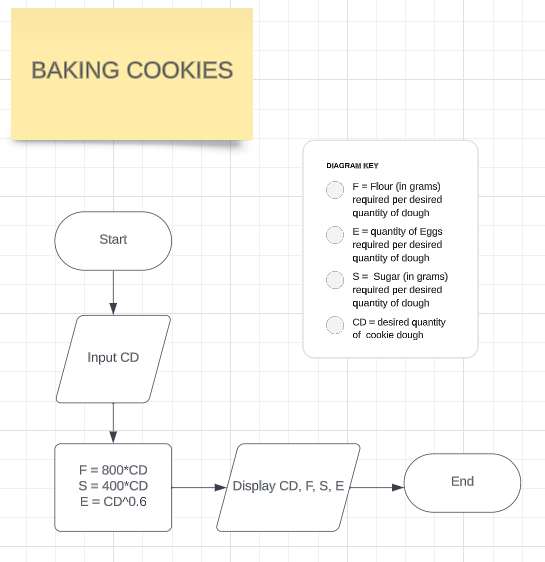 BAKING COOKIES
DIAGRAM KEY
F = Flour (in grams)
required per desired
quantity of dough
E = quantity of Eggs
required per desired
quantity of dough
S = Sugar (in grams)
required per desired
quantity of dough
CD = desired quantity
of cookie dough
Start
Input CD
F = 800*CD
S = 400*CD
E = CD^0.6
Display CD, F, S, E
End